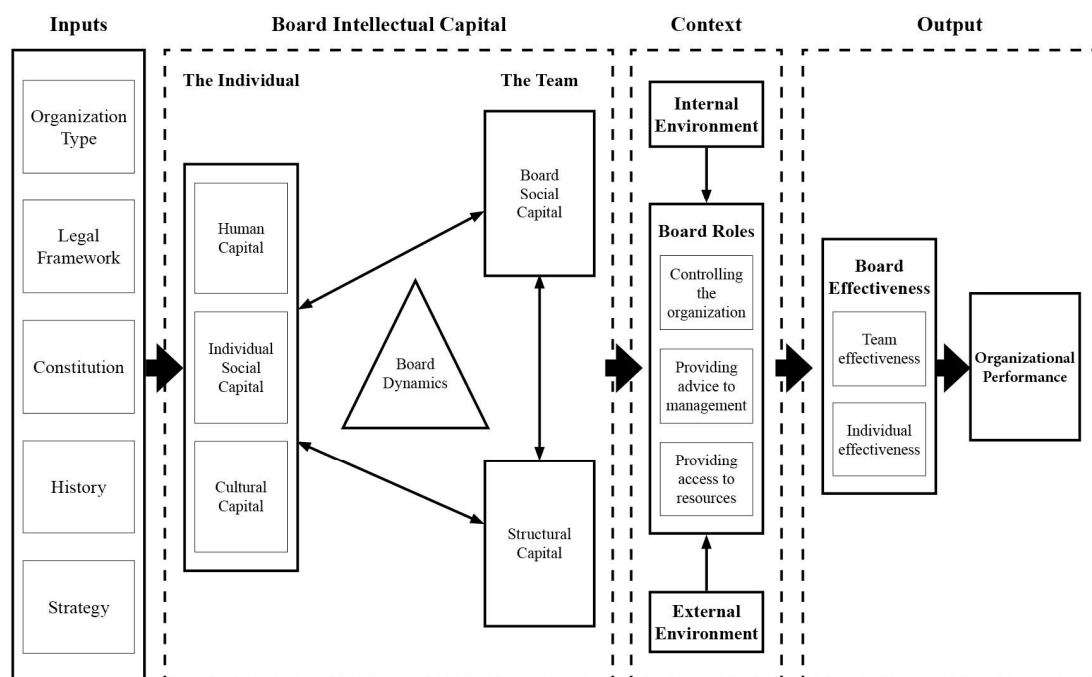 Inputs
Board Intellectual Capital
Context
Output
Organization
Type
Legal
Framework
Constitution
History
Strategy
The Individual
The Team
Human
Capital
Individual
Social
Capital
Cultural
Capital
Board
Social
Capital
Board
Dynamics
Structural
Capital
Internal
Environment
Board Roles
Controlling
the
organization
Providing
advice to
management
Providing
access to
resources
External
Environment
Board
Effectiveness
Team
effectiveness
Individual
effectiveness
Organizational
Performance